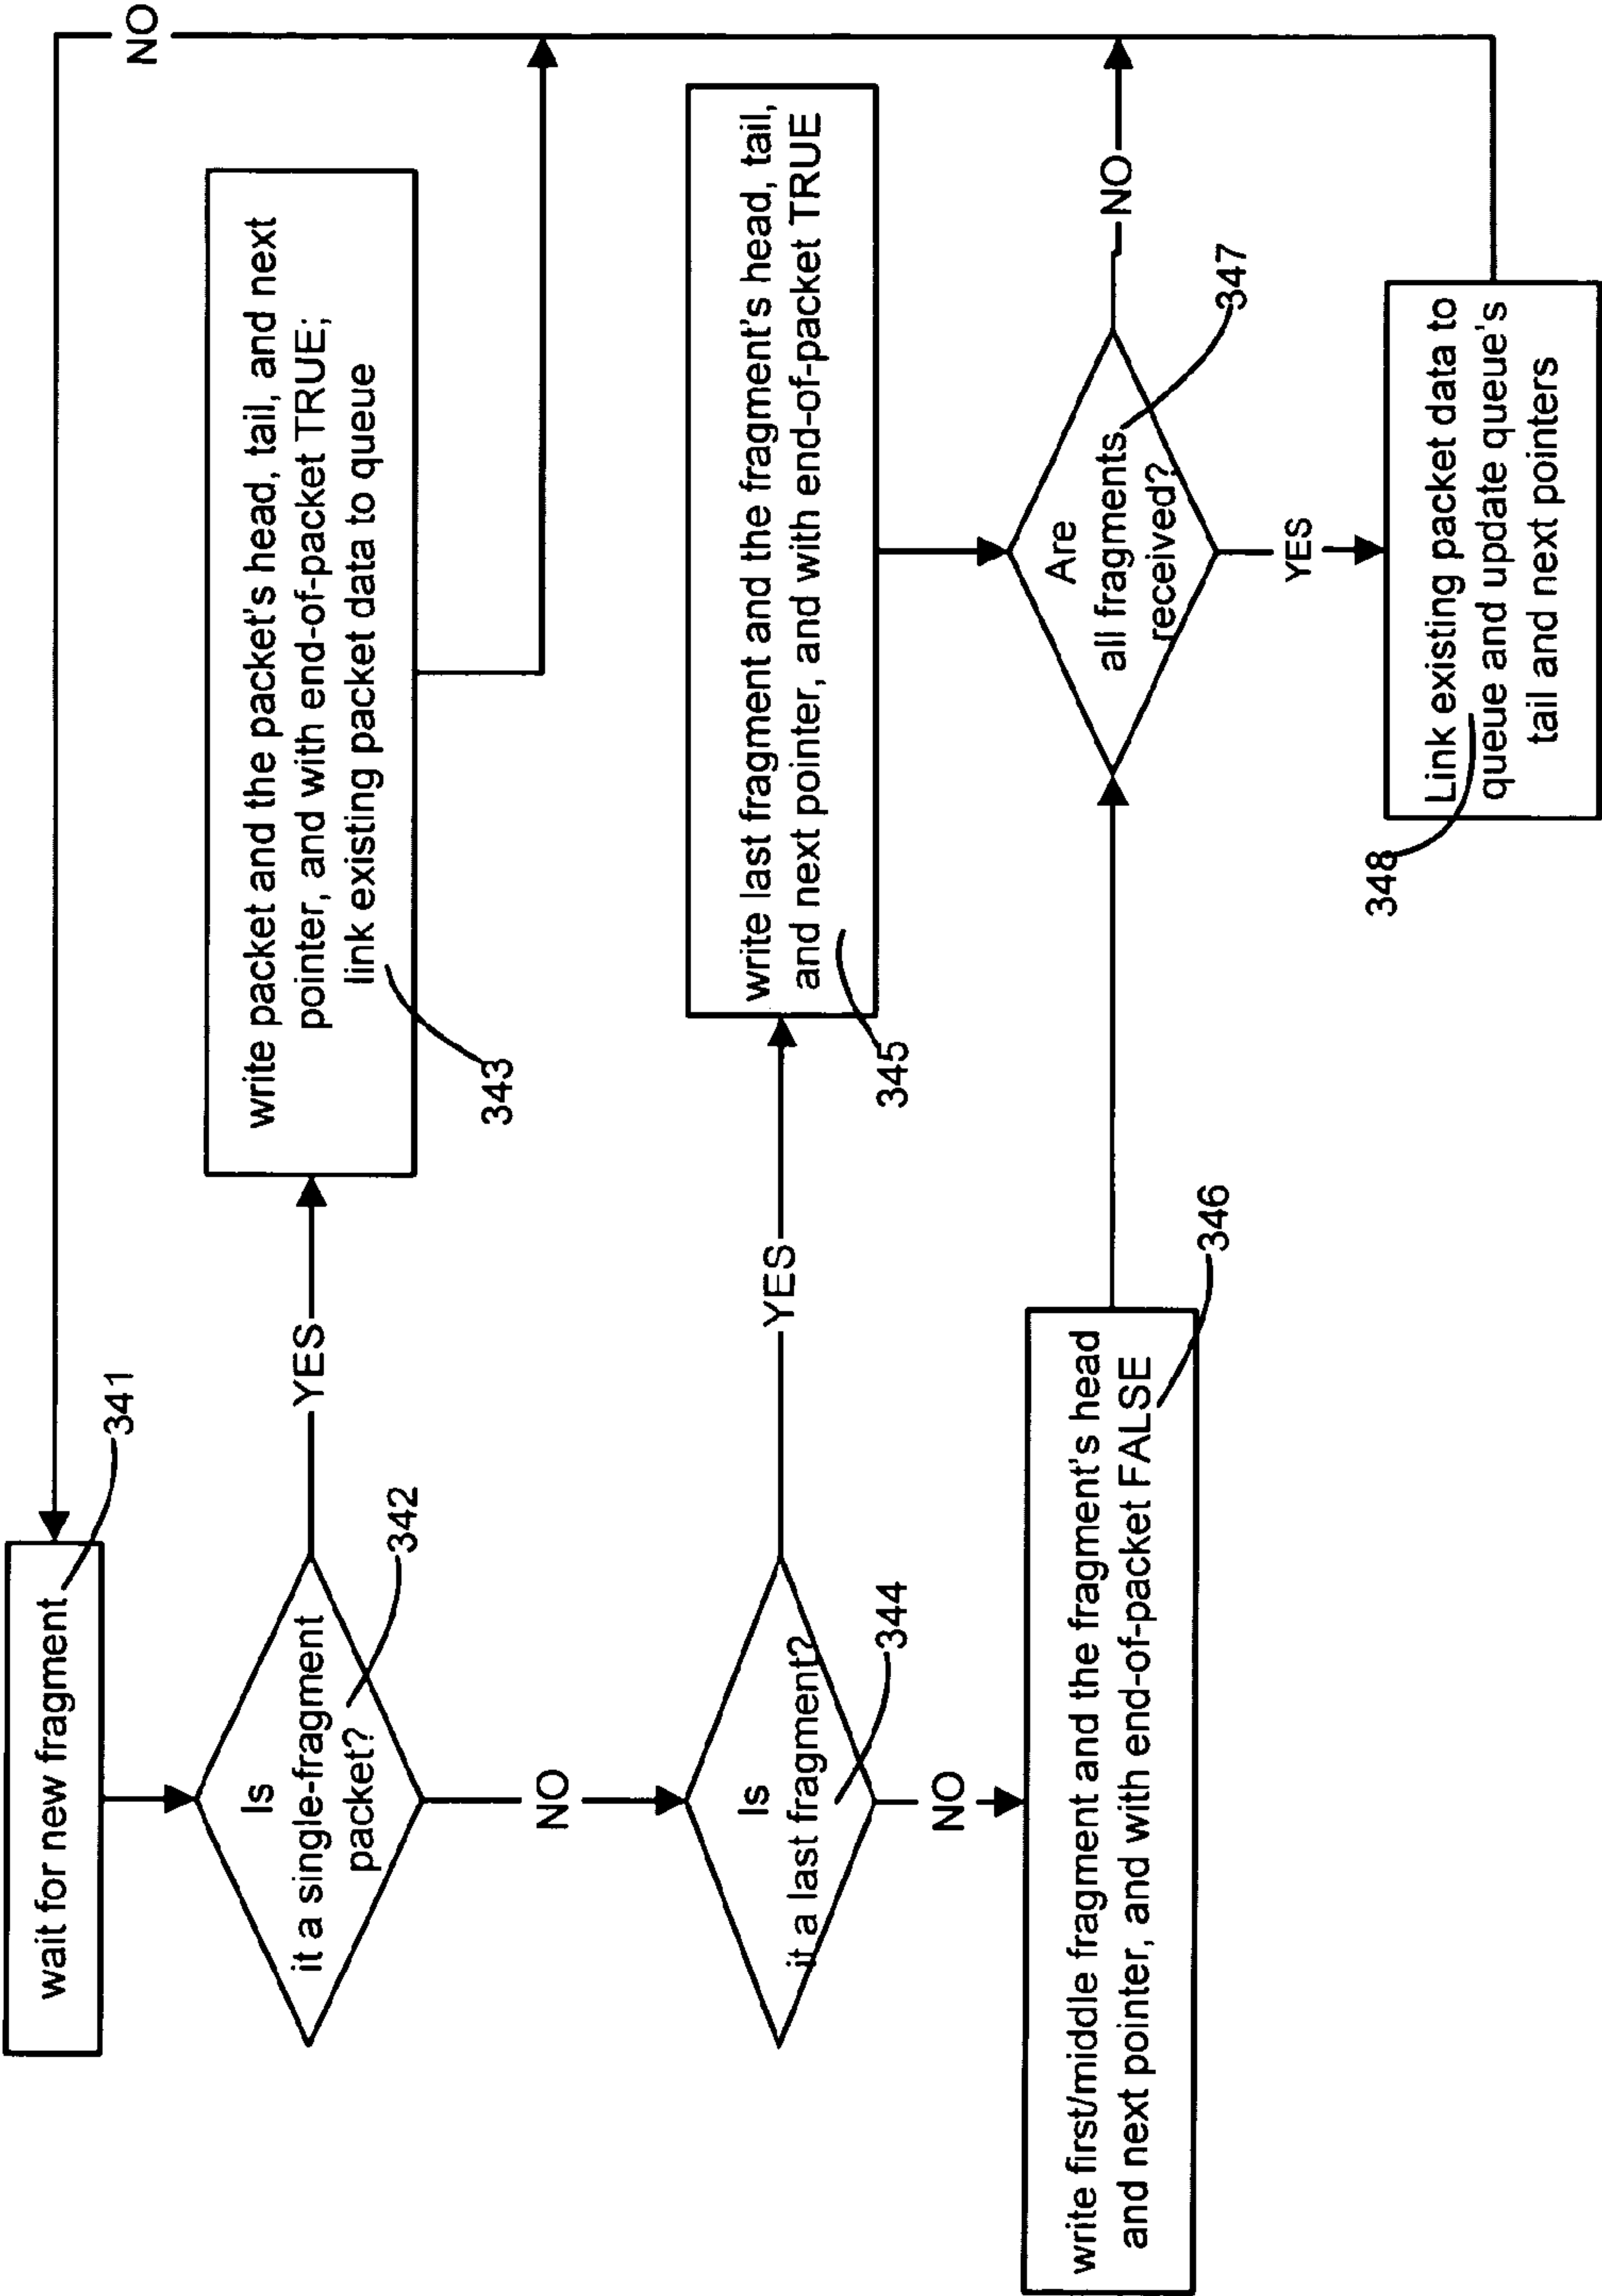 wait for new fragment
341
NO
Is
it a single-fragment
packet?
342
YES
write packet and the packet's head, tail, and next
pointer, and with end-of-packet TRUE;
link existing packet data to queue
343
NO
Is
it a last fragment?
344
YES
write last fragment and the fragment's head, tail,
and next pointer, and with end-of-packet TRUE
345
NO
write first/middle fragment and the fragment's head
and next pointer, and with end-of-packet FALSE
346
Are
all fragments
received?
347
NO
YES
Link existing packet data to
queue and update queue's
tail and next pointers
348